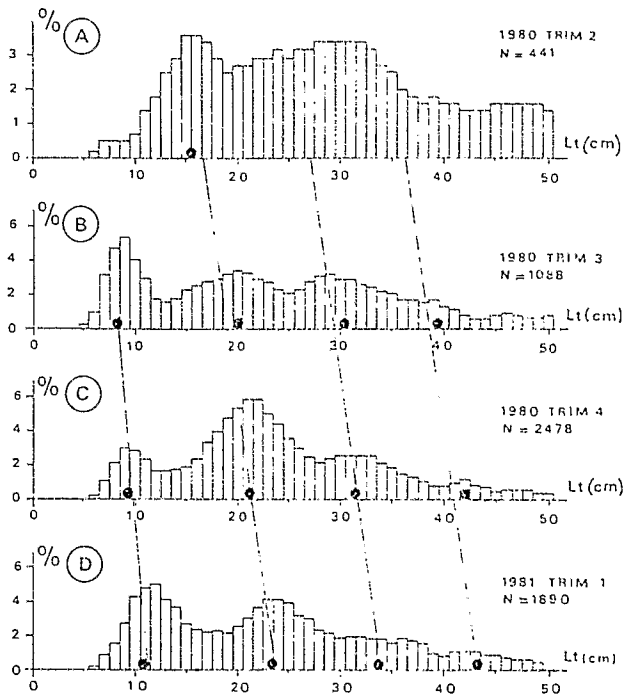 % A
1980 TRIM 2
N = 441
3
2
1
0
Lt(cm)
0 10 20 30 40 50
% B
1980 TRIM 3
N = 1088
6
4
2
0
Lt(cm)
0 10 20 30 40 50
% C
1980 TRIM 4
N = 2478
6
4
2
0
Lt(cm)
0 10 20 30 40 50
% D
1981 TRIM 1
N = 1890
6
4
2
0
Lt(cm)
0 10 20 30 40 50